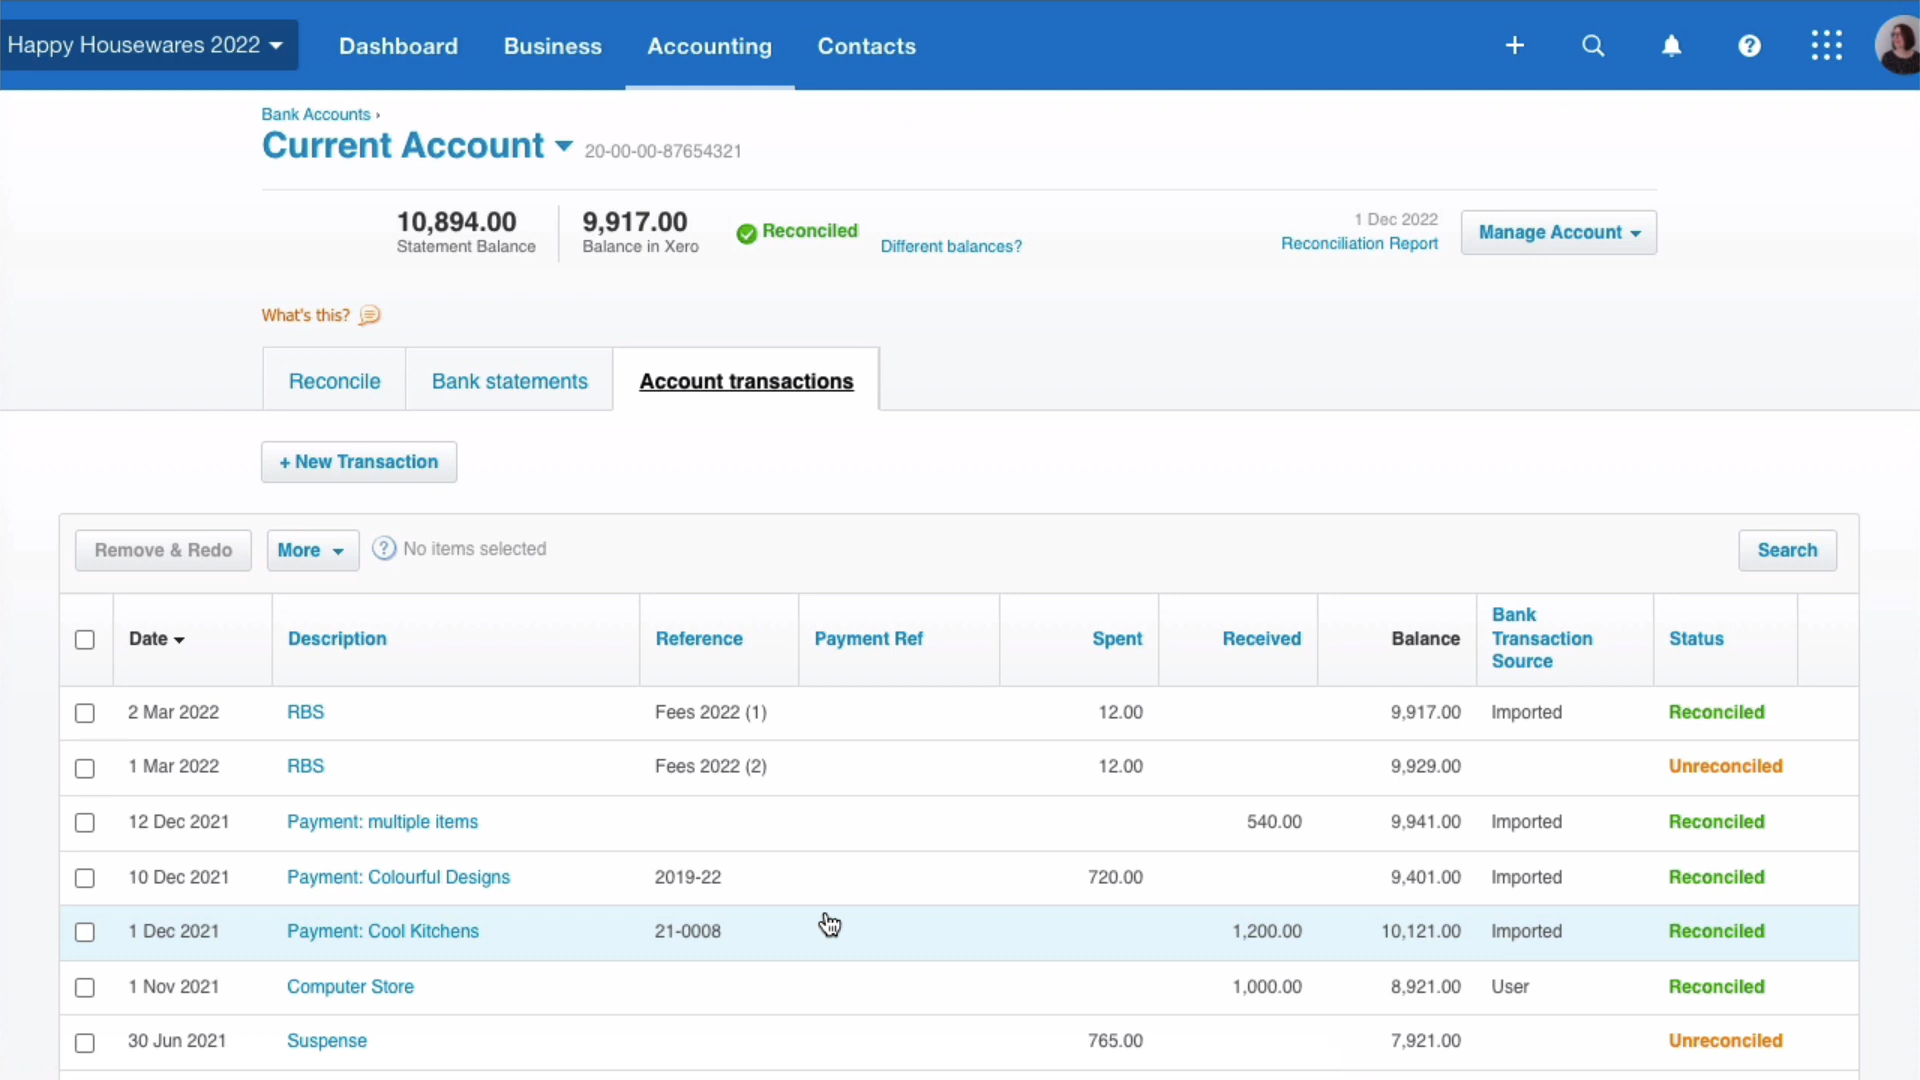 Happy Housewares 2022
Dashboard Business Accounting Contacts
Bank Accounts ›
Current Account 20-00-00-87654321
10,894.00
Statement Balance
9,917.00
Balance in Xero
Reconciled
Different balances?
1 Dec 2022
Reconciliation Report
Manage Account
What's this?
Reconcile Bank statements Account transactions
+ New Transaction
Remove & Redo More ? No items selected Search
Date Description Reference Payment Ref Spent Received Balance Bank Transaction Source Status
2 Mar 2022 RBS Fees 2022 (1) 12.00 9,917.00 Imported Reconciled
1 Mar 2022 RBS Fees 2022 (2) 12.00 9,929.00 Unreconciled
12 Dec 2021 Payment: multiple items 540.00 9,941.00 Imported Reconciled
10 Dec 2021 Payment: Colourful Designs 2019-22 720.00 9,401.00 Imported Reconciled
1 Dec 2021 Payment: Cool Kitchens 21-0008 1,200.00 10,121.00 Imported Reconciled
1 Nov 2021 Computer Store 1,000.00 8,921.00 User Reconciled
30 Jun 2021 Suspense 765.00 7,921.00 Unreconciled